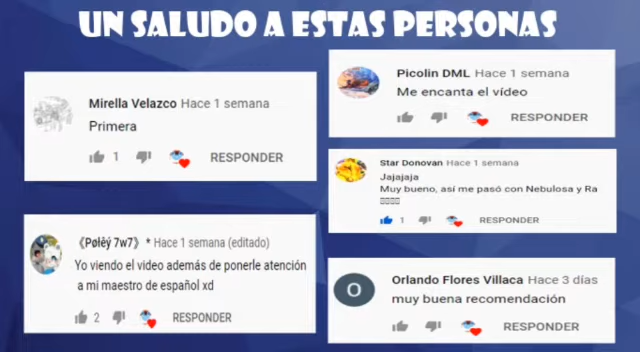 UN SALUDO A ESTAS PERSONAS
Mirella Velazco Hace 1 semana
Primera
1 RESPONDER
Picolin DML Hace 1 semana
Me encanta el vídeo
RESPONDER
Star Donovan Hace 1 semana
Jajajaja
Muy bueno, así me pasó con Nebulosa y Ra
1 RESPONDER
《Pøłêý 7w7》* Hace 1 semana (editado)
Yo viendo el video además de ponerle atención
a mi maestro de español xd
2 RESPONDER
O
Orlando Flores Villaca Hace 3 días
muy buena recomendación
RESPONDER